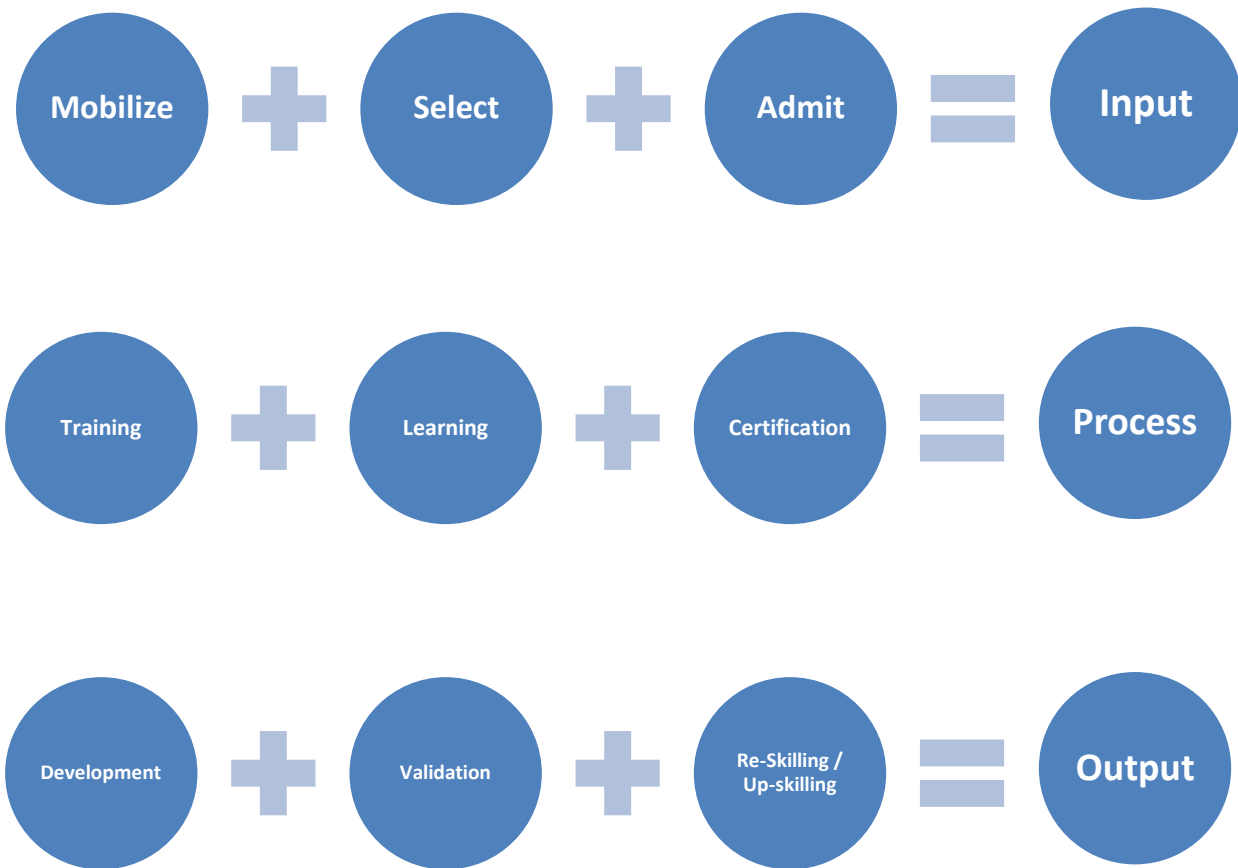 Mobilize
Select
Admit
Input
Training
Learning
Certification
Process
Development
Validation
Re-Skilling /
Up-skilling
Output